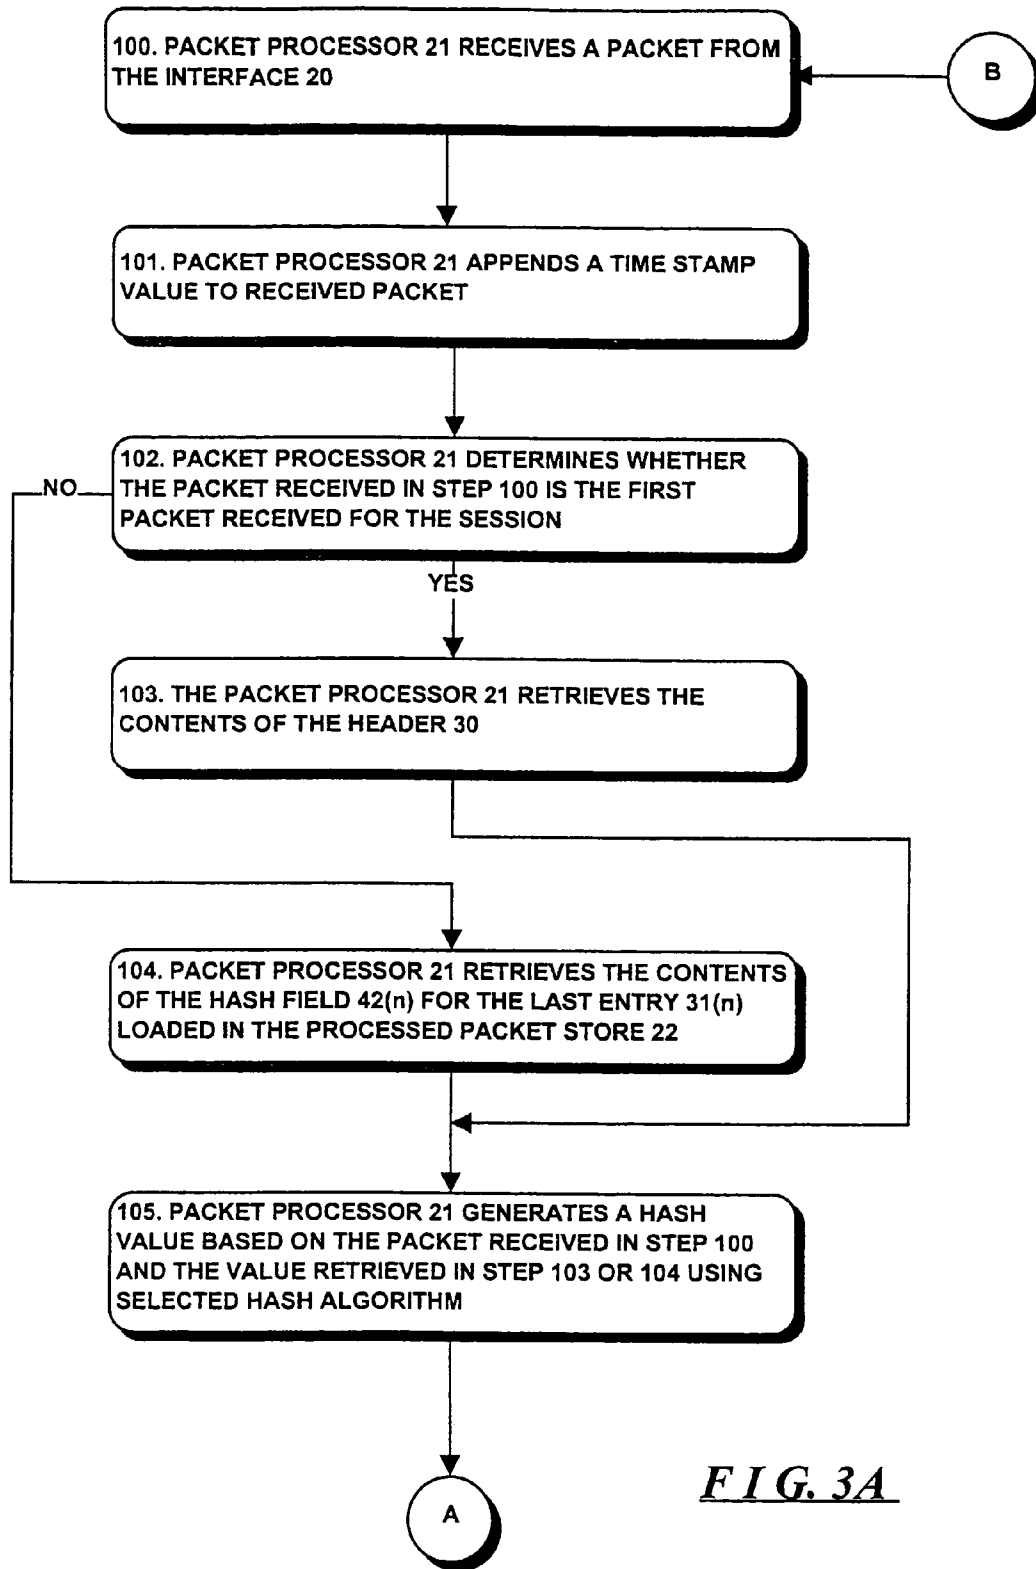 100. PACKET PROCESSOR 21 RECEIVES A PACKET FROM
THE INTERFACE 20
B
101. PACKET PROCESSOR 21 APPENDS A TIME STAMP
VALUE TO RECEIVED PACKET
102. PACKET PROCESSOR 21 DETERMINES WHETHER
THE PACKET RECEIVED IN STEP 100 IS THE FIRST
PACKET RECEIVED FOR THE SESSION
NO
YES
103. THE PACKET PROCESSOR 21 RETRIEVES THE
CONTENTS OF THE HEADER 30
104. PACKET PROCESSOR 21 RETRIEVES THE CONTENTS
OF THE HASH FIELD 42(n) FOR THE LAST ENTRY 31(n)
LOADED IN THE PROCESSED PACKET STORE 22
105. PACKET PROCESSOR 21 GENERATES A HASH
VALUE BASED ON THE PACKET RECEIVED IN STEP 100
AND THE VALUE RETRIEVED IN STEP 103 OR 104 USING
SELECTED HASH ALGORITHM
A
FIG. 3A